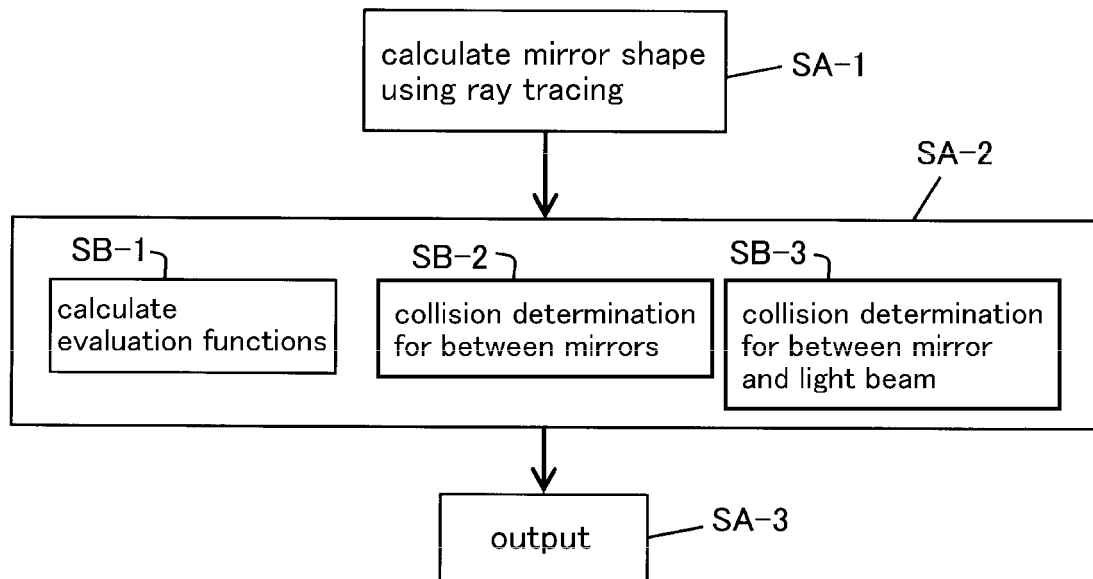 calculate mirror shape
using ray tracing
SA-1
SA-2
SB-1
calculate
evaluation functions
SB-2
collision determination
for between mirrors
SB-3
collision determination
for between mirror
and light beam
output
SA-3